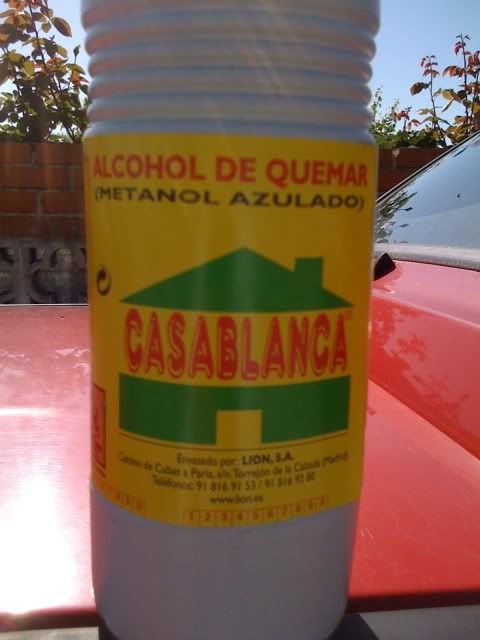 ALCOHOL DE QUEMAR
(METANOL AZULADO)
CASABLANCA
Envasado por: LION, S.A.
Camino de Cubas a Parla, s/n. Torrejón de la Calzada (Madrid)
Teléfonos: 91 816 91 53 / 91 816 92 80
www.lion.es
1 2 3 4 5 6 7 8 9 0